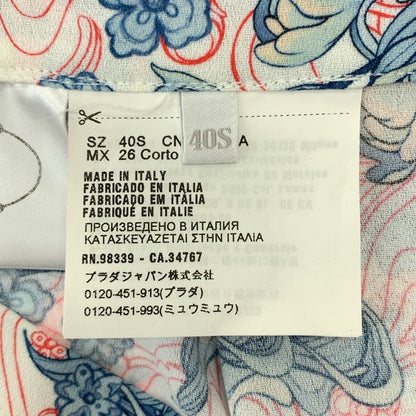 SZ 40S CN A
MX 26 Corto
40S
MADE IN ITALY
FABRICADO EN ITALIA
FABRICADO EM ITÁLIA
FABRIQUÉ EN ITALIE
ПРОИЗВЕДЕНО В ИТАЛИЯ
ΚΑΤΑΣΚΕΥΑΖΕΤΑΙ ΣΤΗΝ ΙΤΑΛΙΑ
RN.98339 - CA.34767
プラダジャパン株式会社
0120-451-913(プラダ)
0120-451-993(ミュウミュウ)